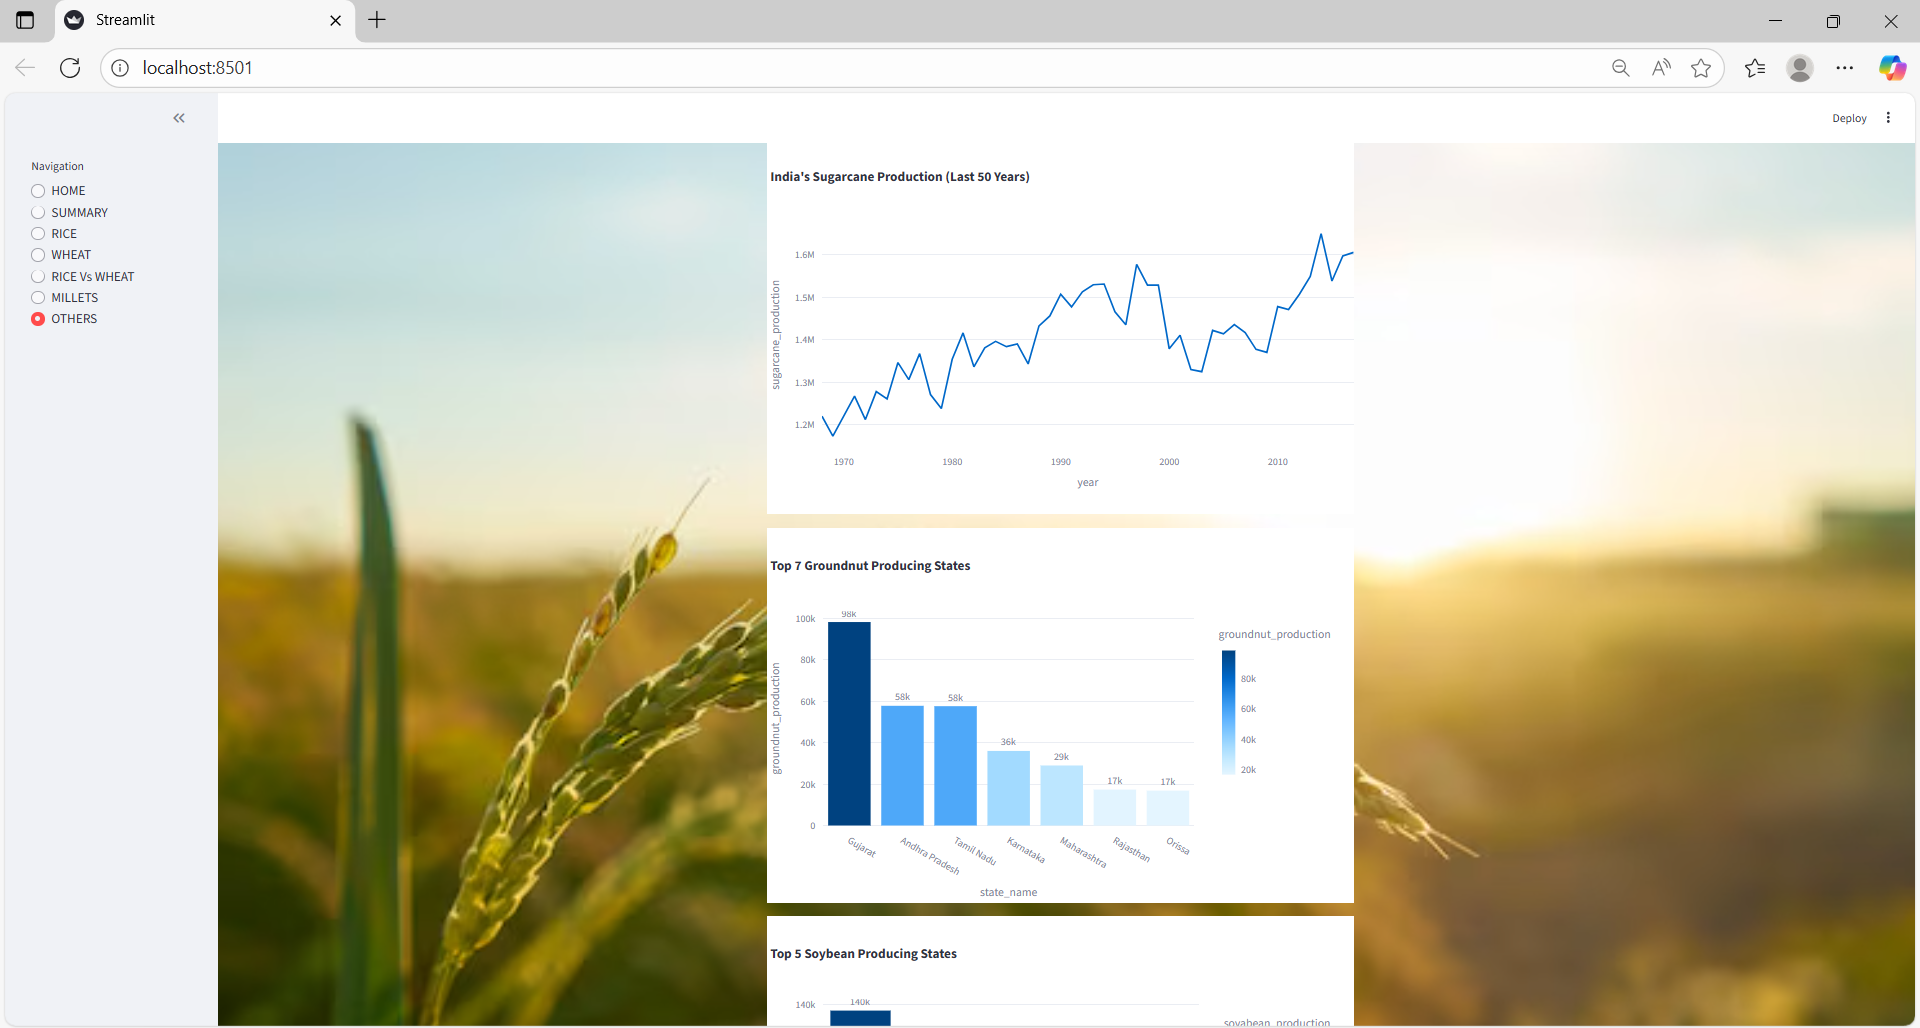 Streamlit
localhost:8501
Deploy
Navigation
HOME
SUMMARY
RICE
WHEAT
RICE Vs WHEAT
MILLETS
OTHERS
India's Sugarcane Production (Last 50 Years)
sugarcane_production
1.6M
1.5M
1.4M
1.3M
1.2M
1970 1980 1990 2000 2010
year
Top 7 Groundnut Producing States
groundnut_production
100k
80k
60k
40k
20k
0
98k
58k
58k
36k
29k
17k
17k
Gujarat
Andhra Pradesh
Tamil Nadu
Karnataka
Maharashtra
Rajasthan
Orissa
state_name
groundnut_production
80k
60k
40k
20k
Top 5 Soybean Producing States
140k
140k
soyabean_production